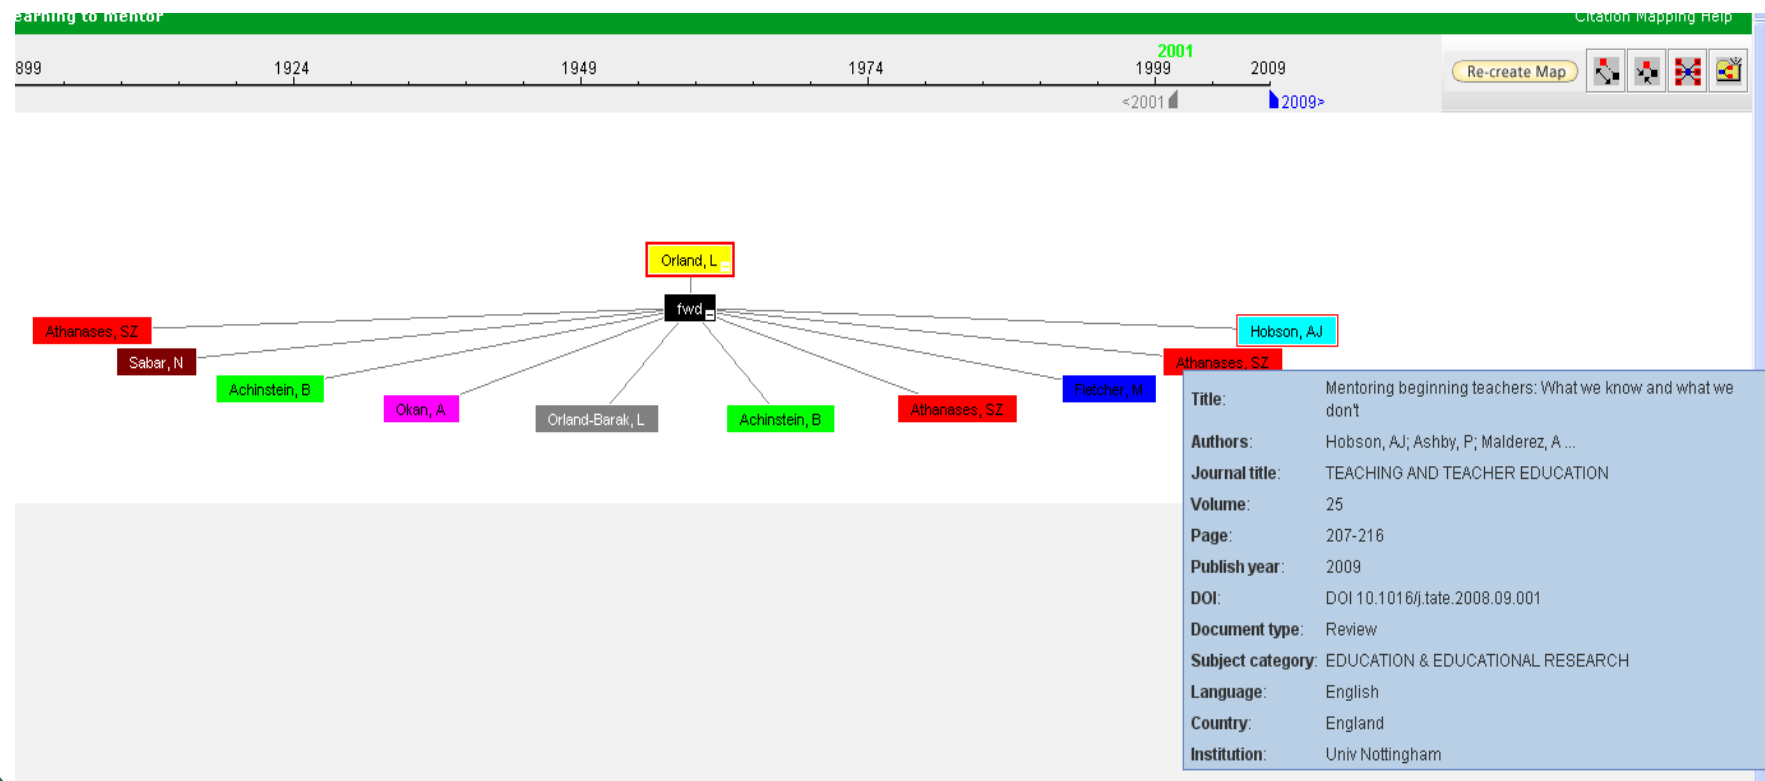 earning to mentor
Citation Mapping Help
2001
899 1924 1949 1974 1999 2009
<2001 2009>
Re-create Map
Orland, L
fwd
Athanases, SZ
Hobson, AJ
Sabar, N
Athanases, SZ
Achinstein, B
Fletcher, M
Okan, A
Athanases, SZ
Orland-Barak, L
Achinstein, B
Title: Mentoring beginning teachers: What we know and what we
don't
Authors: Hobson, AJ; Ashby, P; Malderez, A ...
Journal title: TEACHING AND TEACHER EDUCATION
Volume: 25
Page: 207-216
Publish year: 2009
DOI: DOI 10.1016/j.tate.2008.09.001
Document type: Review
Subject category: EDUCATION & EDUCATIONAL RESEARCH
Language: English
Country: England
Institution: Univ Nottingham